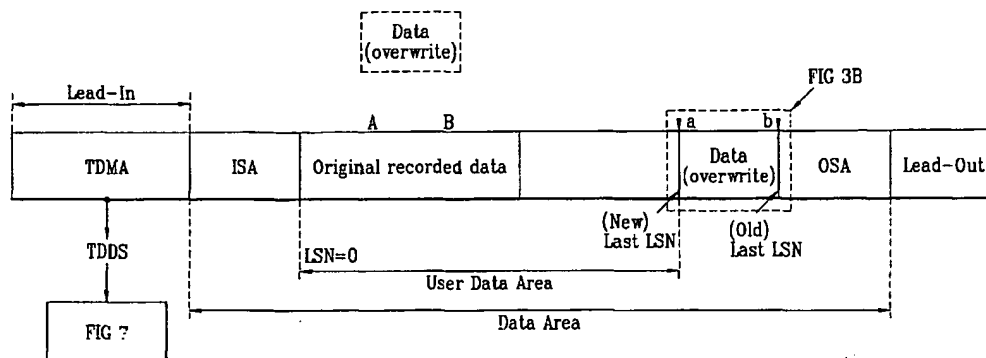 Data
(overwrite)
FIG 3B
Lead-In
A
B
a
b
TDMA
ISA
Original recorded data
Data
(overwrite)
OSA
Lead-Out
(New)
Last LSN
(Old)
Last LSN
TDDS
LSN=0
User Data Area
Data Area
FIG 7